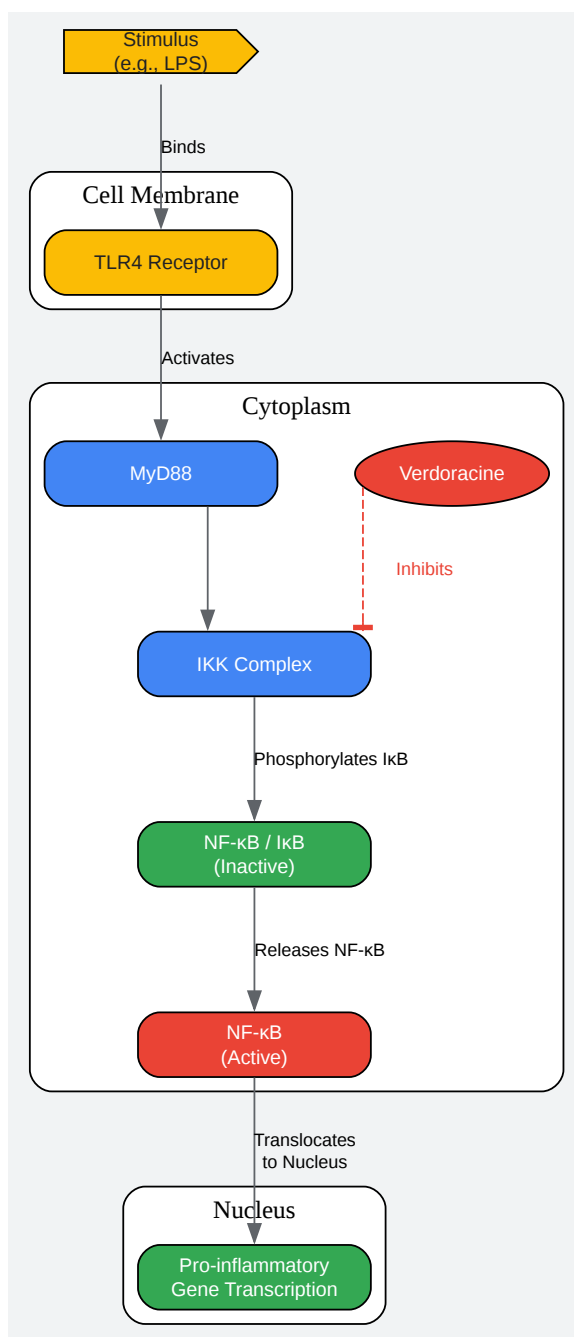 Stimulus
(e.g., LPS)
Binds
Cell Membrane
TLR4 Receptor
Activates
Cytoplasm
MyD88
Verdoracine
Inhibits
IKK Complex
Phosphorylates IκB
NF-κB / IκB
(Inactive)
Releases NF-κB
NF-κB
(Active)
Translocates
to Nucleus
Nucleus
Pro-inflammatory
Gene Transcription